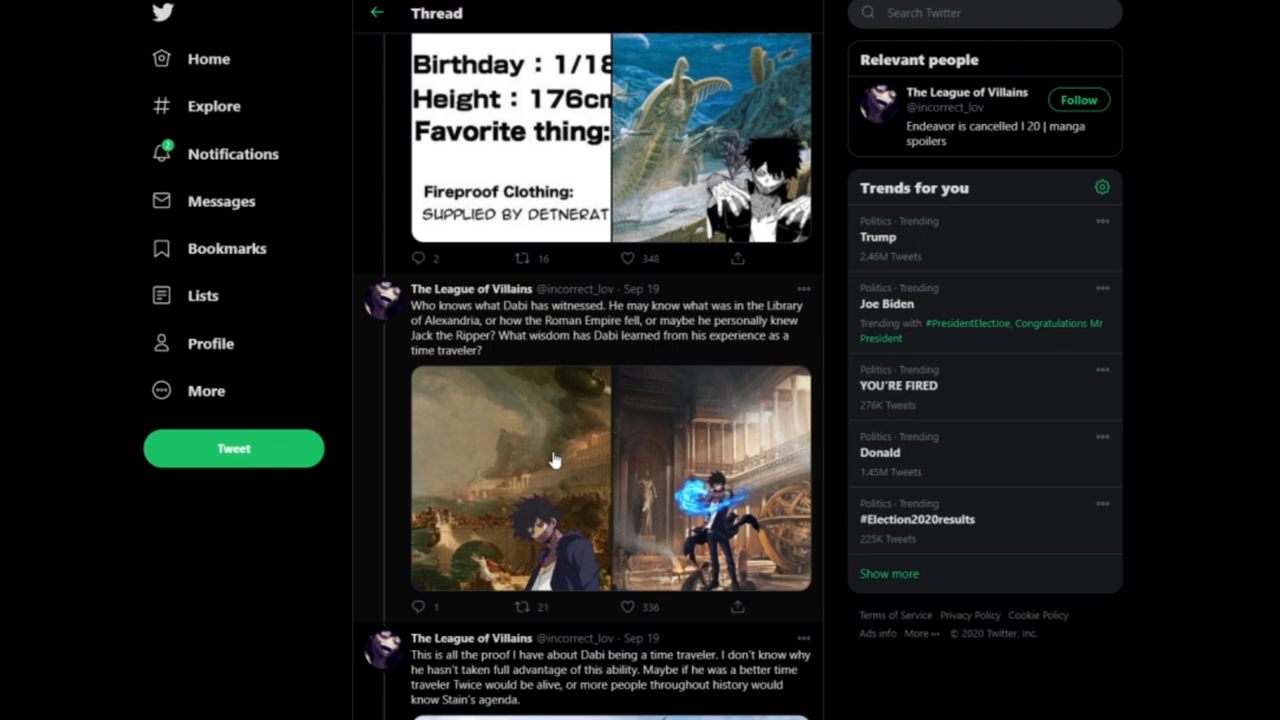 Home
Explore
2
Notifications
Messages
Bookmarks
Lists
Profile
More
Tweet
Thread
Birthday : 1/18
Height : 176cm
Favorite thing:
Fireproof Clothing:
SUPPLIED BY DETNERAT
2 16 348
The League of Villains @incorrect_lov · Sep 19
Who knows what Dabi has witnessed. He may know what was in the Library
of Alexandria, or how the Roman Empire fell, or maybe he personally knew
Jack the Ripper? What wisdom has Dabi learned from his experience as a
time traveler?
1 21 336
The League of Villains @incorrect_lov · Sep 19
This is all the proof I have about Dabi being a time traveler. I don't know why
he hasn't taken full advantage of this ability. Maybe if he was a better time
traveler Twice would be alive, or more people throughout history would
know Stain's agenda.
Search Twitter
Relevant people
The League of Villains
@incorrect_lov
Follow
Endeavor is cancelled I 20 | manga
spoilers
Trends for you
Politics · Trending
Trump
2.46M Tweets
Politics · Trending
Joe Biden
Trending with #PresidentElectJoe, Congratulations Mr
President
Politics · Trending
YOU'RE FIRED
276K Tweets
Politics · Trending
Donald
1.45M Tweets
Politics · Trending
#Election2020results
225K Tweets
Show more
Terms of Service Privacy Policy Cookie Policy
Ads info More ··· © 2020 Twitter, Inc.